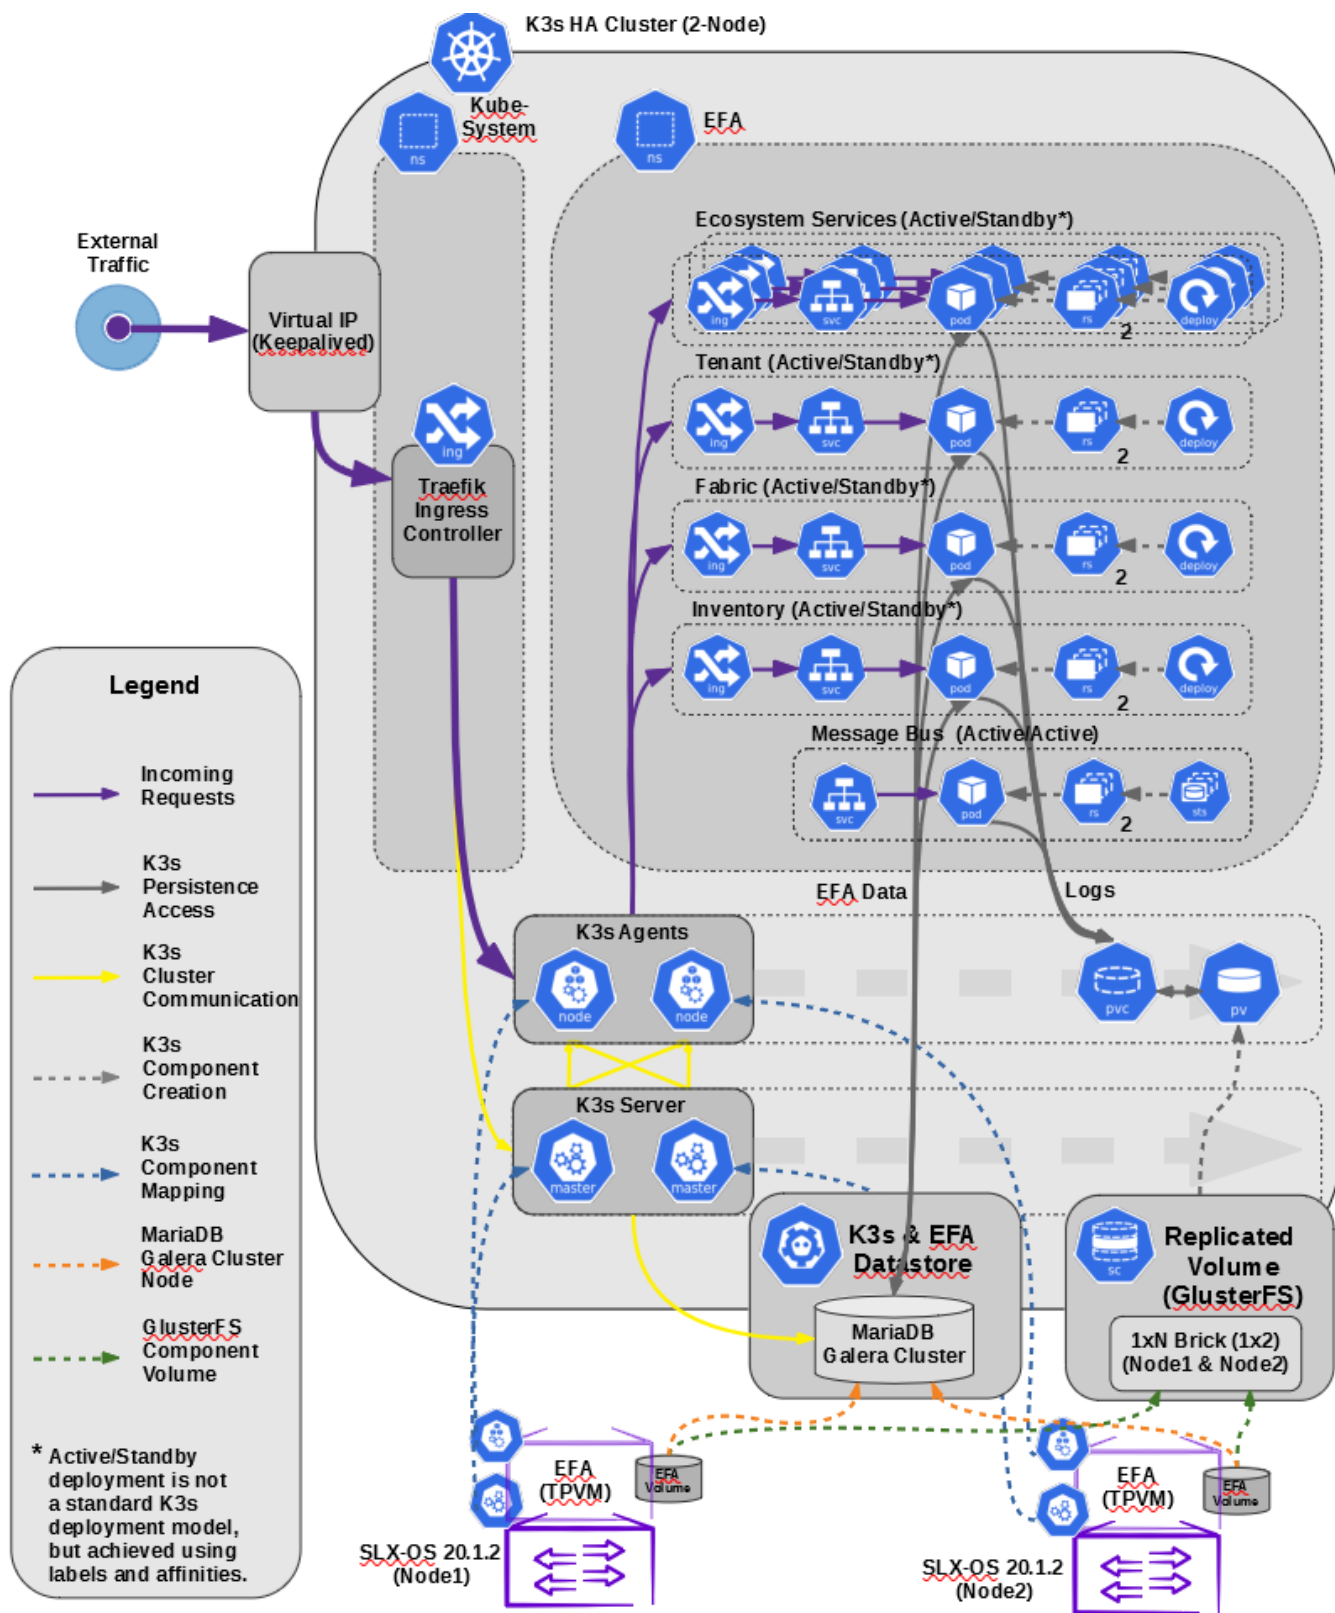 K3s HA Cluster (2-Node)
Kube-
System
ns
EFA
ns
External
Traffic
Virtual IP
(Keepalived)
ing
Traefik
Ingress
Controller
Ecosystem Services (Active/Standby*)
ing
svc
pod
rs
2
deploy
Tenant (Active/Standby*)
ing
svc
pod
rs
2
deploy
Fabric (Active/Standby*)
ing
svc
pod
rs
2
deploy
Inventory (Active/Standby*)
ing
svc
pod
rs
2
deploy
Message Bus (Active/Active)
svc
pod
rs
2
sts
EFA Data
Logs
K3s Agents
node
node
pvc
pv
K3s Server
master
master
K3s & EFA
Datastore
MariaDB
Galera Cluster
sc
Replicated
Volume
(GlusterFS)
1xN Brick (1x2)
(Node1 & Node2)
EFA
(TPVM)
EFA
Volume
SLX-OS 20.1.2
(Node1)
EFA
(TPVM)
EFA
Volume
SLX-OS 20.1.2
(Node2)
Legend
Incoming
Requests
K3s
Persistence
Access
K3s
Cluster
Communication
K3s
Component
Creation
K3s
Component
Mapping
MariaDB
Galera Cluster
Node
GlusterFS
Component
Volume
* Active/Standby
deployment is not
a standard K3s
deployment model,
but achieved using
labels and affinities.